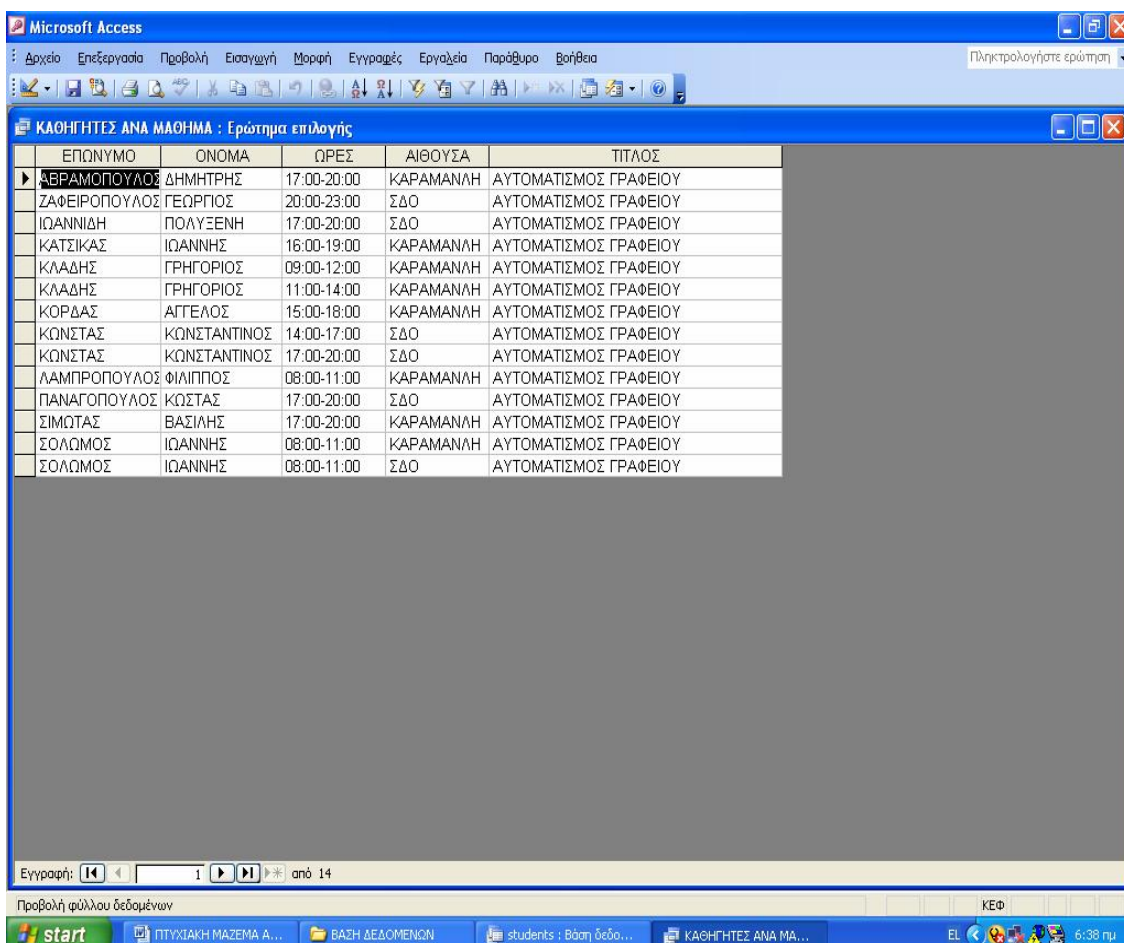 Microsoft Access
Αρχείο Επεξεργασία Προβολή Εισαγωγή Μορφή Εγγραφές Εργαλεία Παράθυρο Βοήθεια Πληκτρολογήστε ερώτηση
ΚΑΘΗΓΗΤΕΣ ΑΝΑ ΜΑΘΗΜΑ : Ερώτημα επιλογής
ΕΠΩΝΥΜΟ ΟΝΟΜΑ ΩΡΕΣ ΑΙΘΟΥΣΑ ΤΙΤΛΟΣ
ΑΒΡΑΜΟΠΟΥΛΟΣ ΔΗΜΗΤΡΗΣ 17:00-20:00 ΚΑΡΑΜΑΝΛΗ ΑΥΤΟΜΑΤΙΣΜΟΣ ΓΡΑΦΕΙΟΥ
ΖΑΦΕΙΡΟΠΟΥΛΟΣ ΓΕΩΡΓΙΟΣ 20:00-23:00 ΣΔΟ ΑΥΤΟΜΑΤΙΣΜΟΣ ΓΡΑΦΕΙΟΥ
ΙΩΑΝΝΙΔΗ ΠΟΛΥΞΕΝΗ 17:00-20:00 ΣΔΟ ΑΥΤΟΜΑΤΙΣΜΟΣ ΓΡΑΦΕΙΟΥ
ΚΑΤΣΙΚΑΣ ΙΩΑΝΝΗΣ 16:00-19:00 ΚΑΡΑΜΑΝΛΗ ΑΥΤΟΜΑΤΙΣΜΟΣ ΓΡΑΦΕΙΟΥ
ΚΛΑΔΗΣ ΓΡΗΓΟΡΙΟΣ 09:00-12:00 ΚΑΡΑΜΑΝΛΗ ΑΥΤΟΜΑΤΙΣΜΟΣ ΓΡΑΦΕΙΟΥ
ΚΛΑΔΗΣ ΓΡΗΓΟΡΙΟΣ 11:00-14:00 ΚΑΡΑΜΑΝΛΗ ΑΥΤΟΜΑΤΙΣΜΟΣ ΓΡΑΦΕΙΟΥ
ΚΟΡΔΑΣ ΑΓΓΕΛΟΣ 15:00-18:00 ΚΑΡΑΜΑΝΛΗ ΑΥΤΟΜΑΤΙΣΜΟΣ ΓΡΑΦΕΙΟΥ
ΚΩΝΣΤΑΣ ΚΩΝΣΤΑΝΤΙΝΟΣ 14:00-17:00 ΣΔΟ ΑΥΤΟΜΑΤΙΣΜΟΣ ΓΡΑΦΕΙΟΥ
ΚΩΝΣΤΑΣ ΚΩΝΣΤΑΝΤΙΝΟΣ 17:00-20:00 ΣΔΟ ΑΥΤΟΜΑΤΙΣΜΟΣ ΓΡΑΦΕΙΟΥ
ΛΑΜΠΡΟΠΟΥΛΟΣ ΦΙΛΙΠΠΟΣ 08:00-11:00 ΚΑΡΑΜΑΝΛΗ ΑΥΤΟΜΑΤΙΣΜΟΣ ΓΡΑΦΕΙΟΥ
ΠΑΝΑΓΟΠΟΥΛΟΣ ΚΩΣΤΑΣ 17:00-20:00 ΣΔΟ ΑΥΤΟΜΑΤΙΣΜΟΣ ΓΡΑΦΕΙΟΥ
ΣΙΜΩΤΑΣ ΒΑΣΙΛΗΣ 17:00-20:00 ΚΑΡΑΜΑΝΛΗ ΑΥΤΟΜΑΤΙΣΜΟΣ ΓΡΑΦΕΙΟΥ
ΣΟΛΩΜΟΣ ΙΩΑΝΝΗΣ 08:00-11:00 ΚΑΡΑΜΑΝΛΗ ΑΥΤΟΜΑΤΙΣΜΟΣ ΓΡΑΦΕΙΟΥ
ΣΟΛΩΜΟΣ ΙΩΑΝΝΗΣ 08:00-11:00 ΣΔΟ ΑΥΤΟΜΑΤΙΣΜΟΣ ΓΡΑΦΕΙΟΥ
Εγγραφή: 1 από 14
Προβολή φύλλου δεδομένων ΚΕΦ
start ΠΤΥΧΙΑΚΗ ΜΑΖΕΜΑ Α... ΒΑΣΗ ΔΕΔΟΜΕΝΩΝ students : Βάση δεδο... ΚΑΘΗΓΗΤΕΣ ΑΝΑ ΜΑ... EL 6:38 πμ